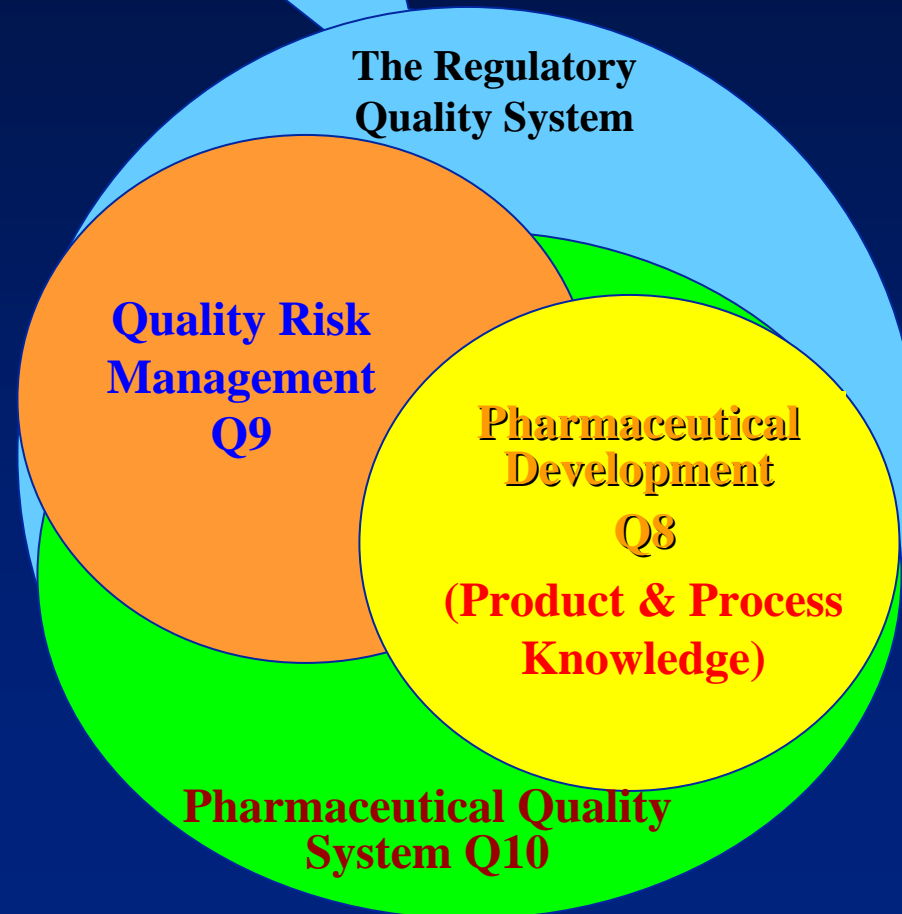 The Regulatory
Quality System
Quality Risk
Management
Q9
Pharmaceutical
Development
Q8
(Product & Process
Knowledge)
Pharmaceutical Quality
System Q10